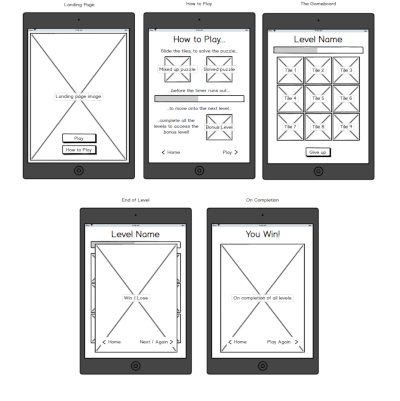 Landing Page
Landing page image
Play
How to Play
How to Play
How to Play...
Slide the tiles, to solve the puzzle...
Mixed up puzzle
Solved puzzle
...before the timer runs out...
...to move onto the next level...
...complete all the
levels to access the
bonus level!
Bonus Level
< Home
Play >
The Gameboard
Level Name
Tile 1
Tile 2
Tile 3
Tile 4
Tile 5
Tile 6
Tile 7
Tile 8
Tile 9
Give up
End of Level
Level Name
Win / Lose
< Home
Next / Again >
On Completion
You Win!
On completion of all levels
< Home
Play Again >